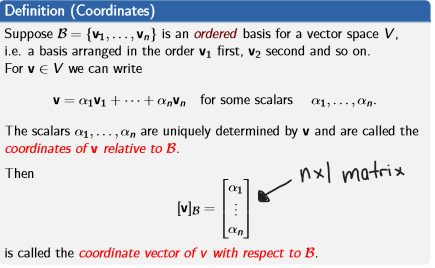 Definition (Coordinates)
Suppose ℬ = {v₁, . . . , vₙ} is an ordered basis for a vector space V,
i.e. a basis arranged in the order v₁ first, v₂ second and so on.
For v ∈ V we can write
v = α₁v₁ + ··· + αₙvₙ for some scalars α₁, . . . , αₙ.
The scalars α₁, . . . , αₙ are uniquely determined by v and are called the
coordinates of v relative to ℬ.
Then
n×1 matrix
[v]ℬ = [α₁ ⋮ αₙ]
is called the coordinate vector of v with respect to ℬ.